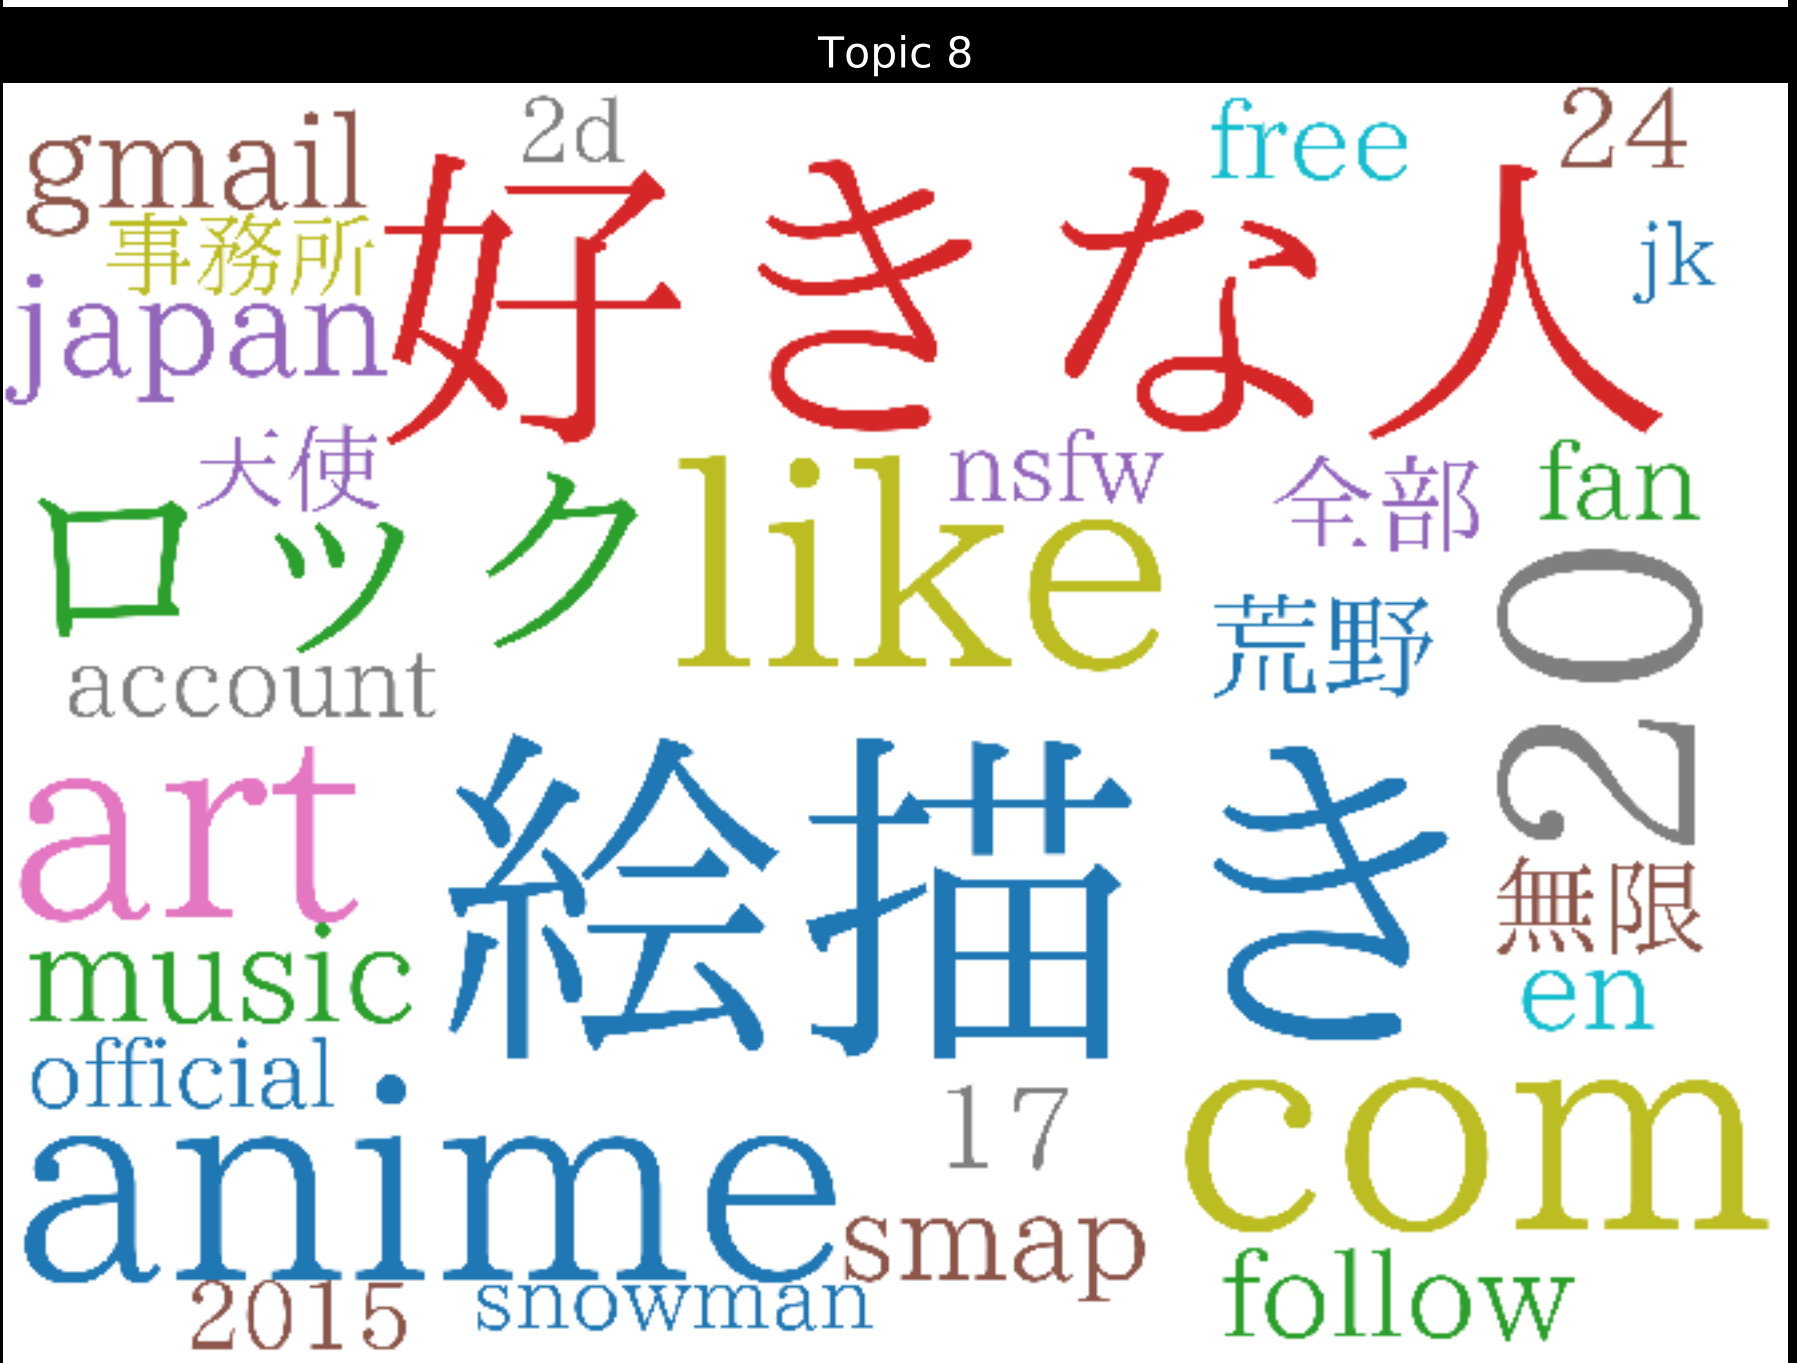 Topic 8
gmail
2d
free
24
事務所
好きな人
jk
japan
天使
nsfw
全部
fan
ロック
like
荒野
20
account
art
絵描き
無限
music
en
official
17
com
anime
smap
2015
snowman
follow